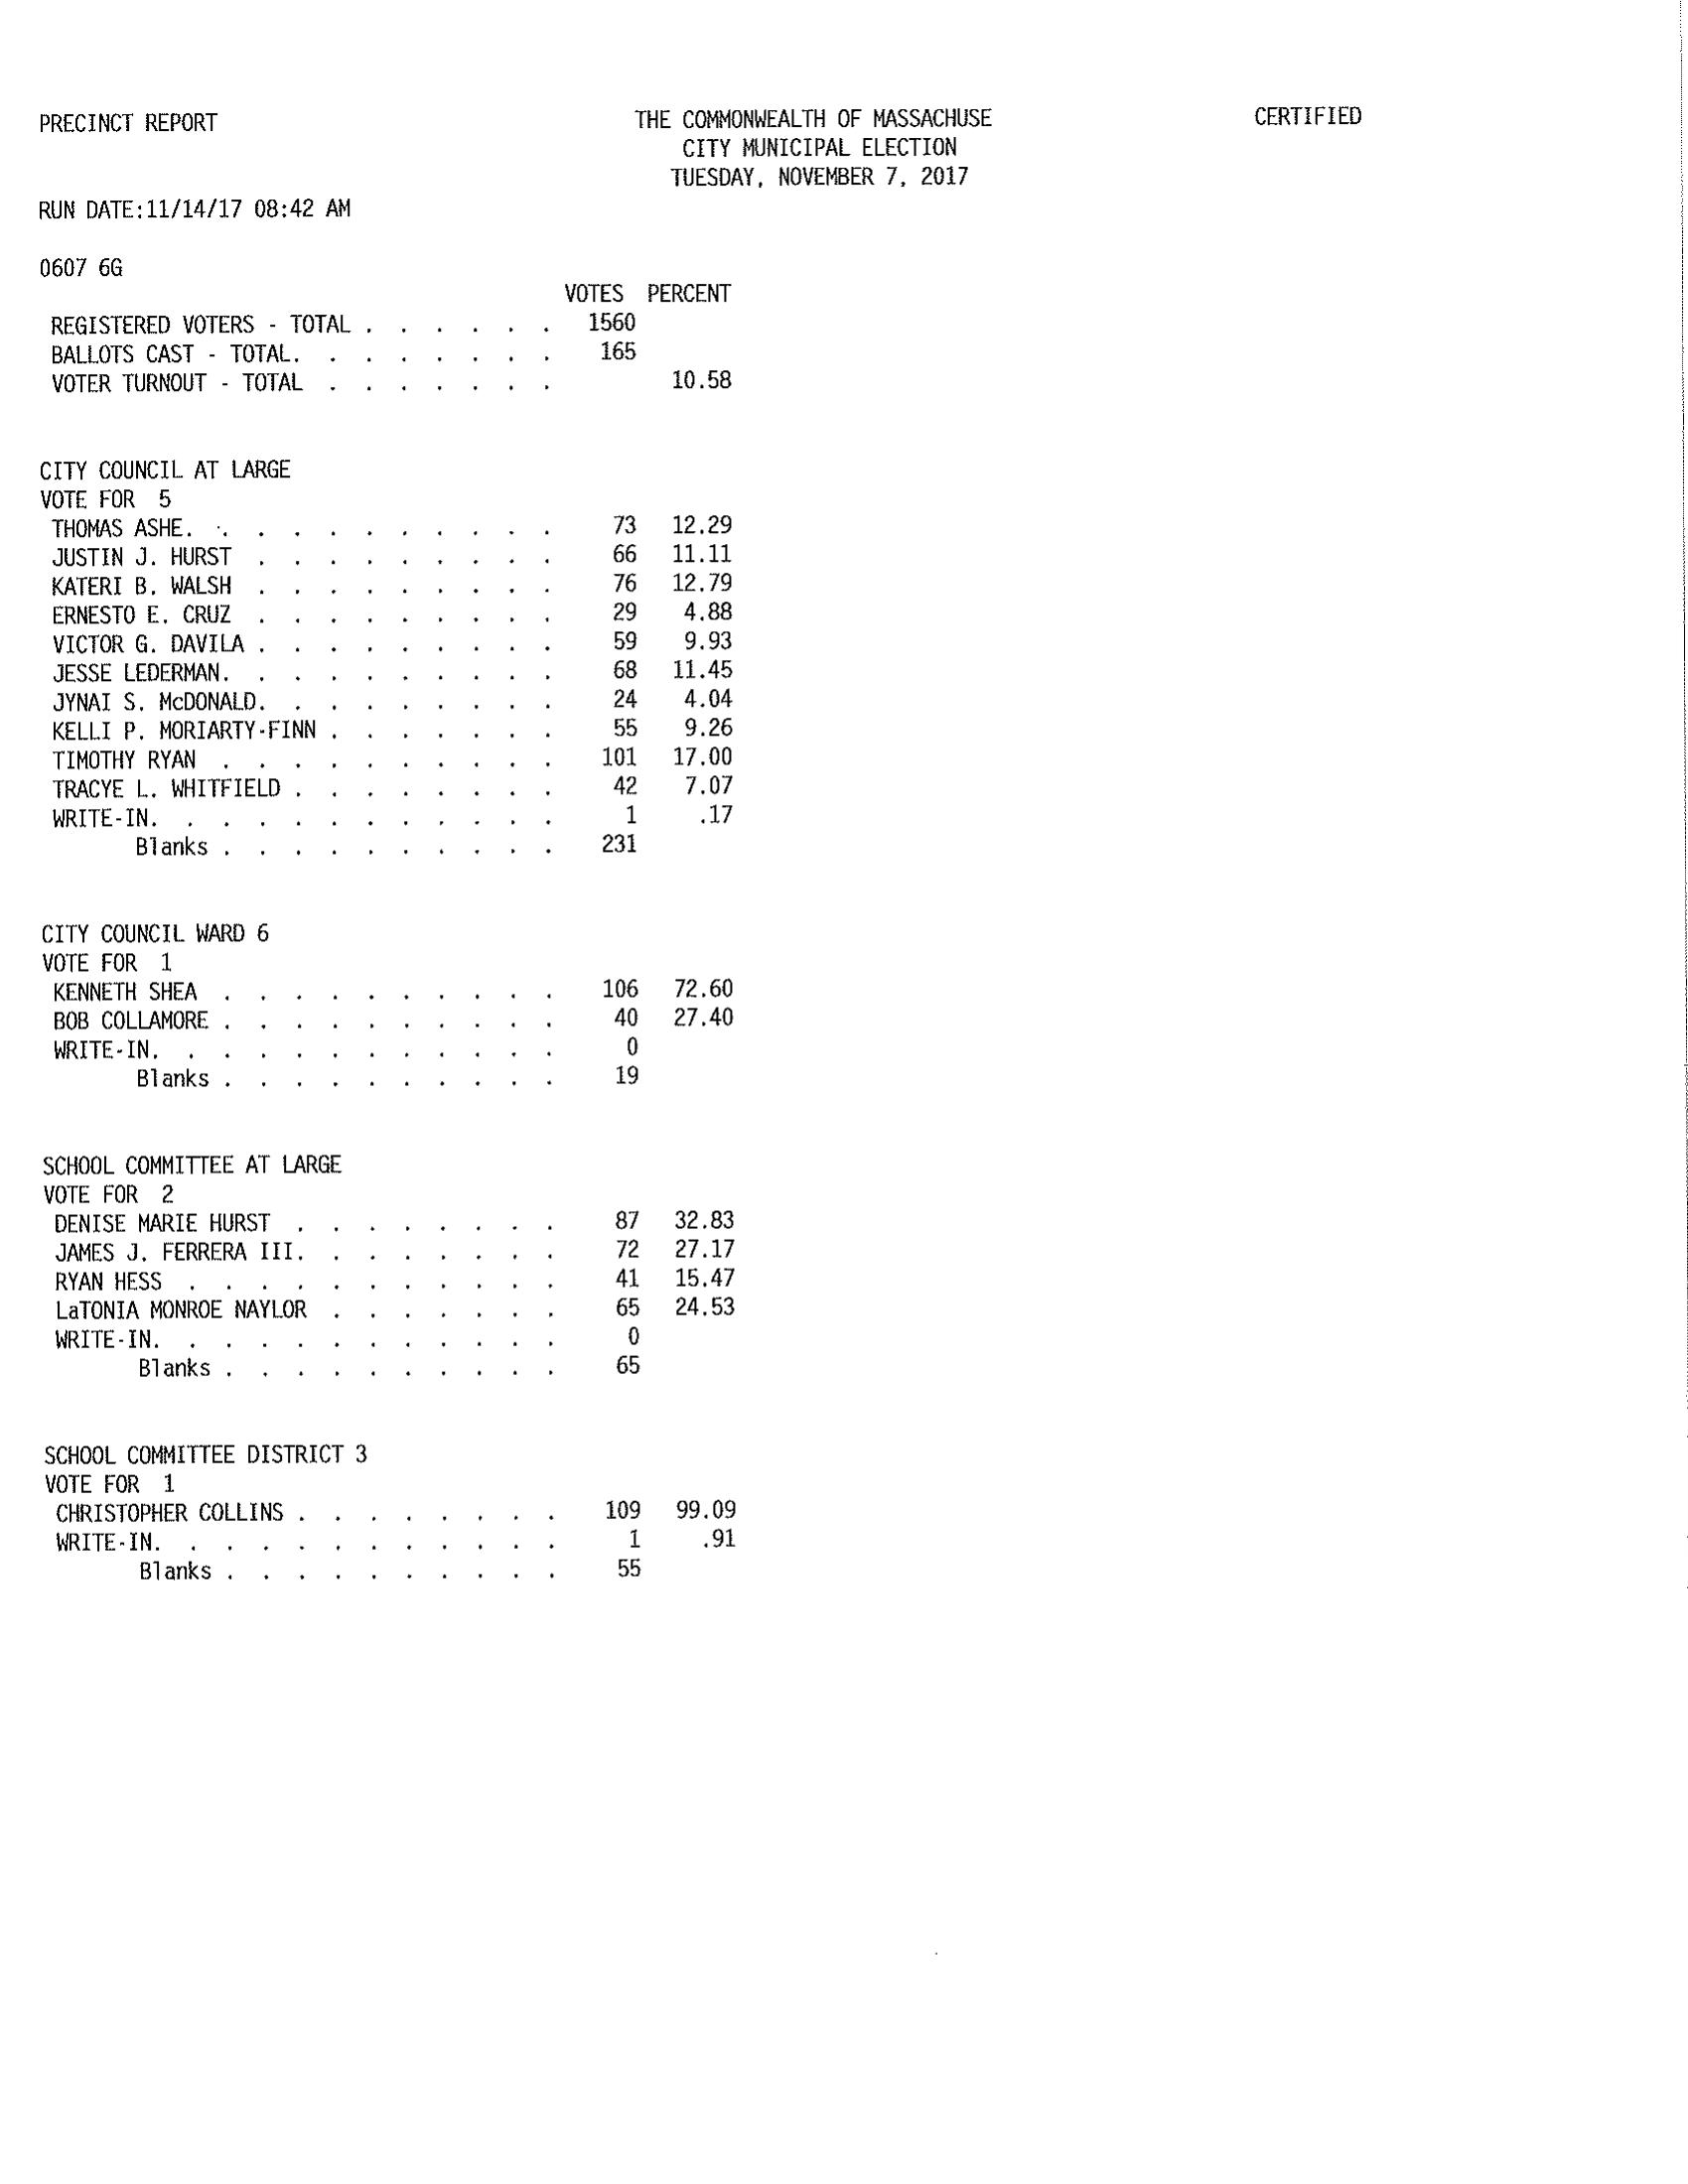 PRECINCT REPORT THE COMMONWEALTH OF MASSACHUSE CERTIFIED
CITY MUNICIPAL ELECTION
TUESDAY, NOVEMBER 7, 2017
RUN DATE:11/14/17 08:42 AM
0607 6G
VOTES PERCENT
REGISTERED VOTERS - TOTAL . . . . . . 1560
BALLOTS CAST - TOTAL. . . . . . . . 165
VOTER TURNOUT - TOTAL . . . . . . . 10.58
CITY COUNCIL AT LARGE
VOTE FOR 5
THOMAS ASHE. . . . . . . . . . . 73 12.29
JUSTIN J. HURST . . . . . . . . . 66 11.11
KATERI B. WALSH . . . . . . . . . 76 12.79
ERNESTO E. CRUZ . . . . . . . . . 29 4.88
VICTOR G. DAVILA . . . . . . . . . 59 9.93
JESSE LEDERMAN. . . . . . . . . . 68 11.45
JYNAI S. McDONALD. . . . . . . . . 24 4.04
KELLI P. MORIARTY-FINN . . . . . . . 55 9.26
TIMOTHY RYAN . . . . . . . . . . 101 17.00
TRACYE L. WHITFIELD . . . . . . . . 42 7.07
WRITE-IN. . . . . . . . . . . . 1 .17
Blanks . . . . . . . . . . 231
CITY COUNCIL WARD 6
VOTE FOR 1
KENNETH SHEA . . . . . . . . . . 106 72.60
BOB COLLAMORE . . . . . . . . . . 40 27.40
WRITE-IN. . . . . . . . . . . . 0
Blanks . . . . . . . . . . 19
SCHOOL COMMITTEE AT LARGE
VOTE FOR 2
DENISE MARIE HURST . . . . . . . . 87 32.83
JAMES J. FERRERA III. . . . . . . . 72 27.17
RYAN HESS . . . . . . . . . . . 41 15.47
LaTONIA MONROE NAYLOR . . . . . . . 65 24.53
WRITE-IN. . . . . . . . . . . . 0
Blanks . . . . . . . . . . 65
SCHOOL COMMITTEE DISTRICT 3
VOTE FOR 1
CHRISTOPHER COLLINS . . . . . . . . 109 99.09
WRITE-IN. . . . . . . . . . . . 1 .91
Blanks . . . . . . . . . . 55